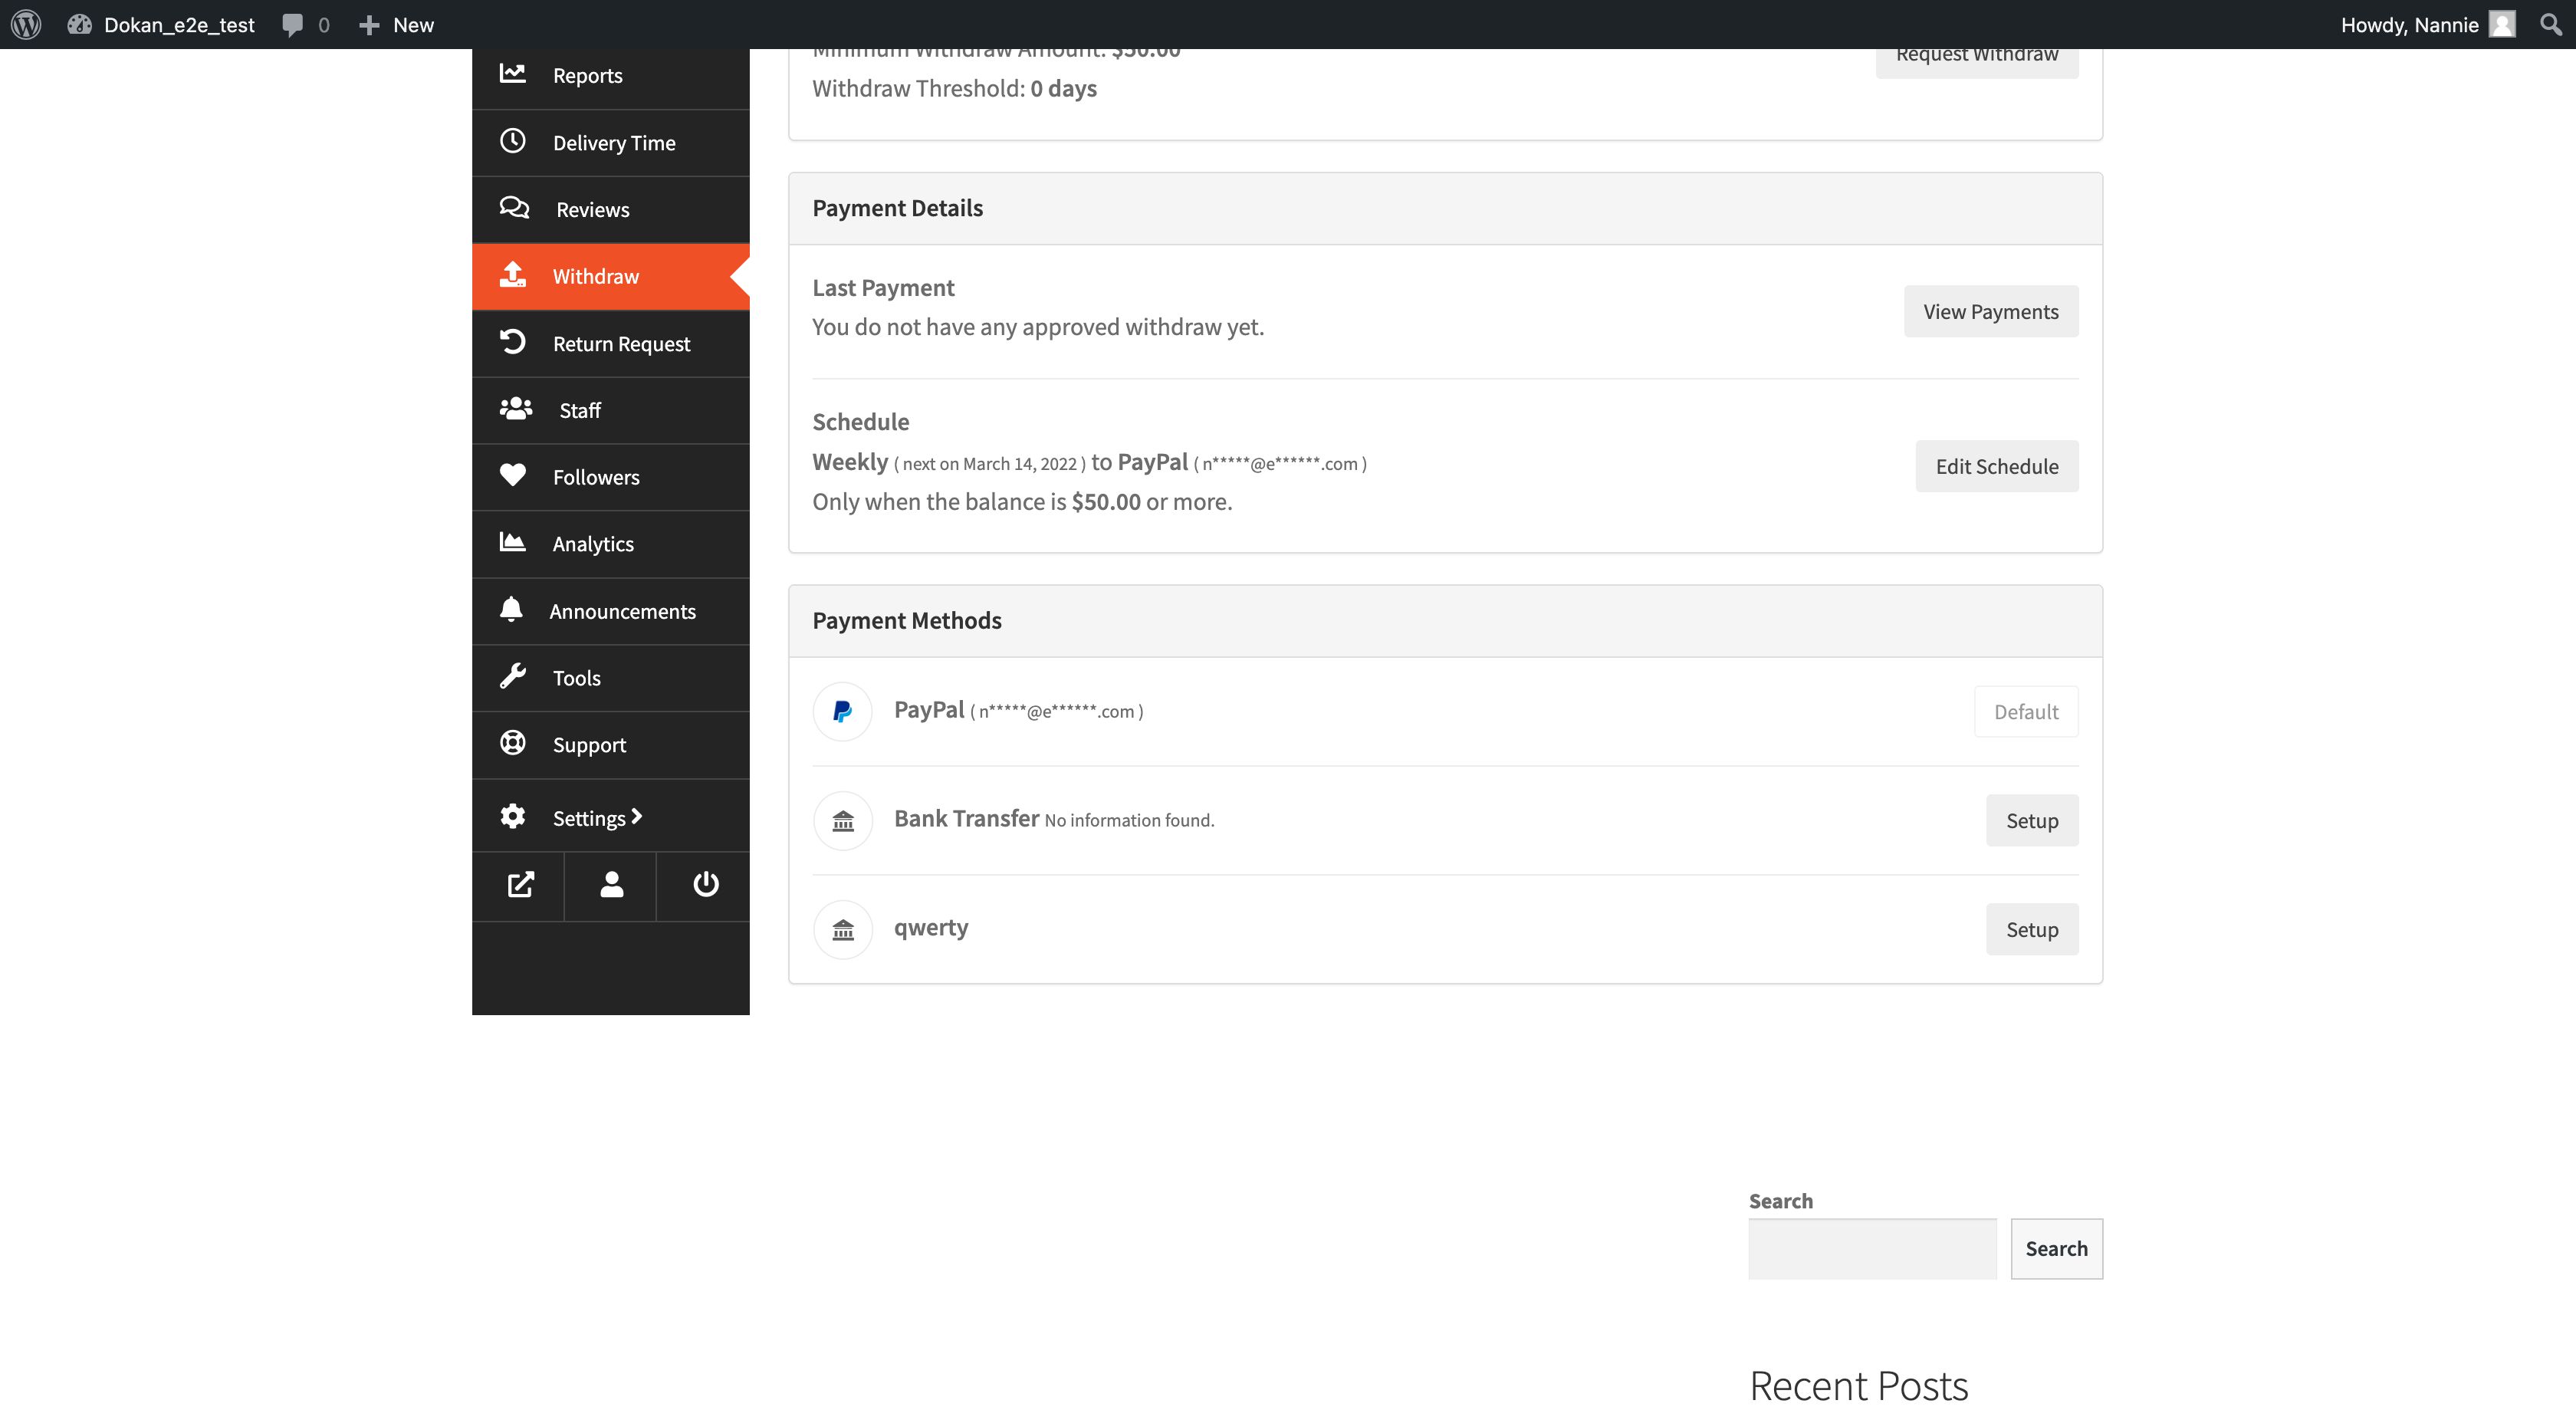 Dokan_e2e_test
0
New
Howdy, Nannie
Reports
Delivery Time
Reviews
Withdraw
Return Request
Staff
Followers
Analytics
Announcements
Tools
Support
Settings
Minimum Withdraw Amount: $50.00
Withdraw Threshold: 0 days
Request Withdraw
Payment Details
Last Payment
You do not have any approved withdraw yet.
View Payments
Schedule
Weekly ( next on March 14, 2022 ) to PayPal ( n*****@e******.com )
Only when the balance is $50.00 or more.
Edit Schedule
Payment Methods
PayPal ( n*****@e******.com )
Default
Bank Transfer No information found.
Setup
qwerty
Setup
Search
Search
Recent Posts